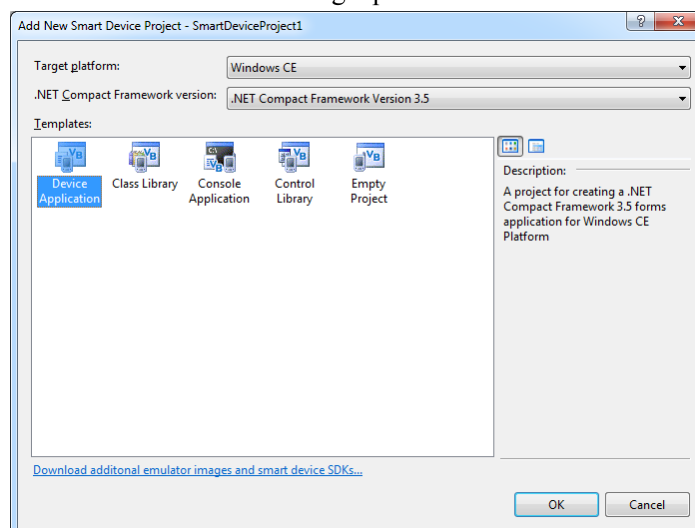 Add New Smart Device Project - SmartDeviceProject1
Target platform:
Windows CE
.NET Compact Framework version:
.NET Compact Framework Version 3.5
Templates:
Device Application
Class Library
Console Application
Control Library
Empty Project
Description:
A project for creating a .NET
Compact Framework 3.5 forms
application for Windows CE
Platform
Download additonal emulator images and smart device SDKs...
OK
Cancel